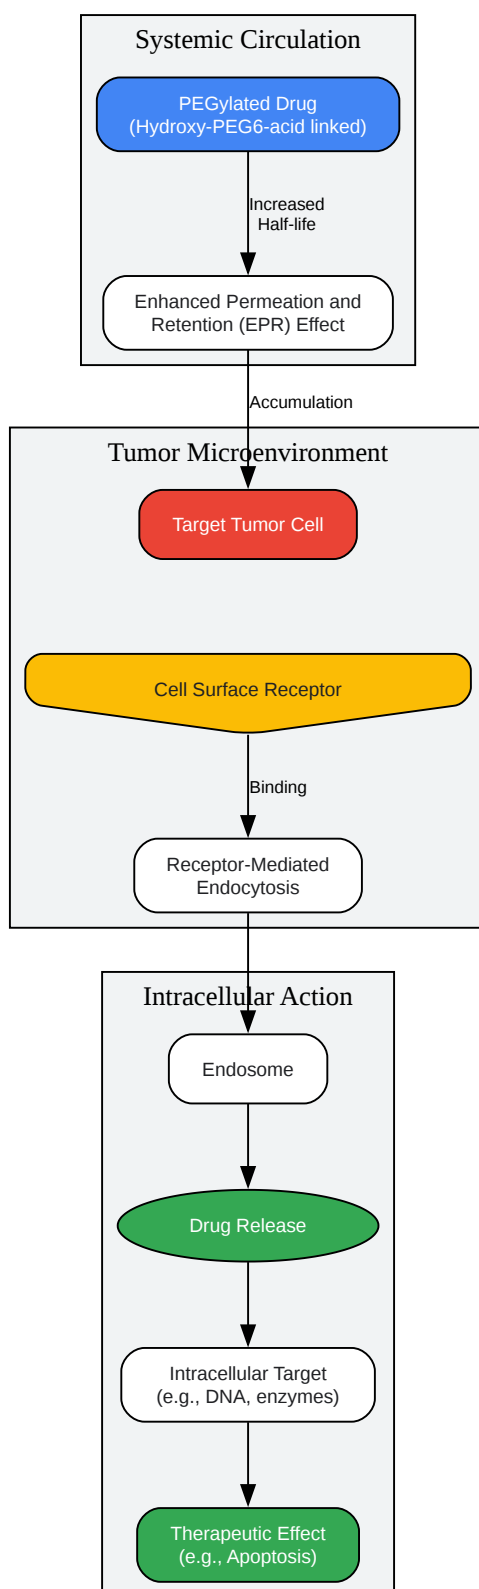 Systemic Circulation
PEGylated Drug
(Hydroxy-PEG6-acid linked)
Increased
Half-life
Enhanced Permeation and
Retention (EPR) Effect
Accumulation
Tumor Microenvironment
Target Tumor Cell
Cell Surface Receptor
Binding
Receptor-Mediated
Endocytosis
Intracellular Action
Endosome
Drug Release
Intracellular Target
(e.g., DNA, enzymes)
Therapeutic Effect
(e.g., Apoptosis)